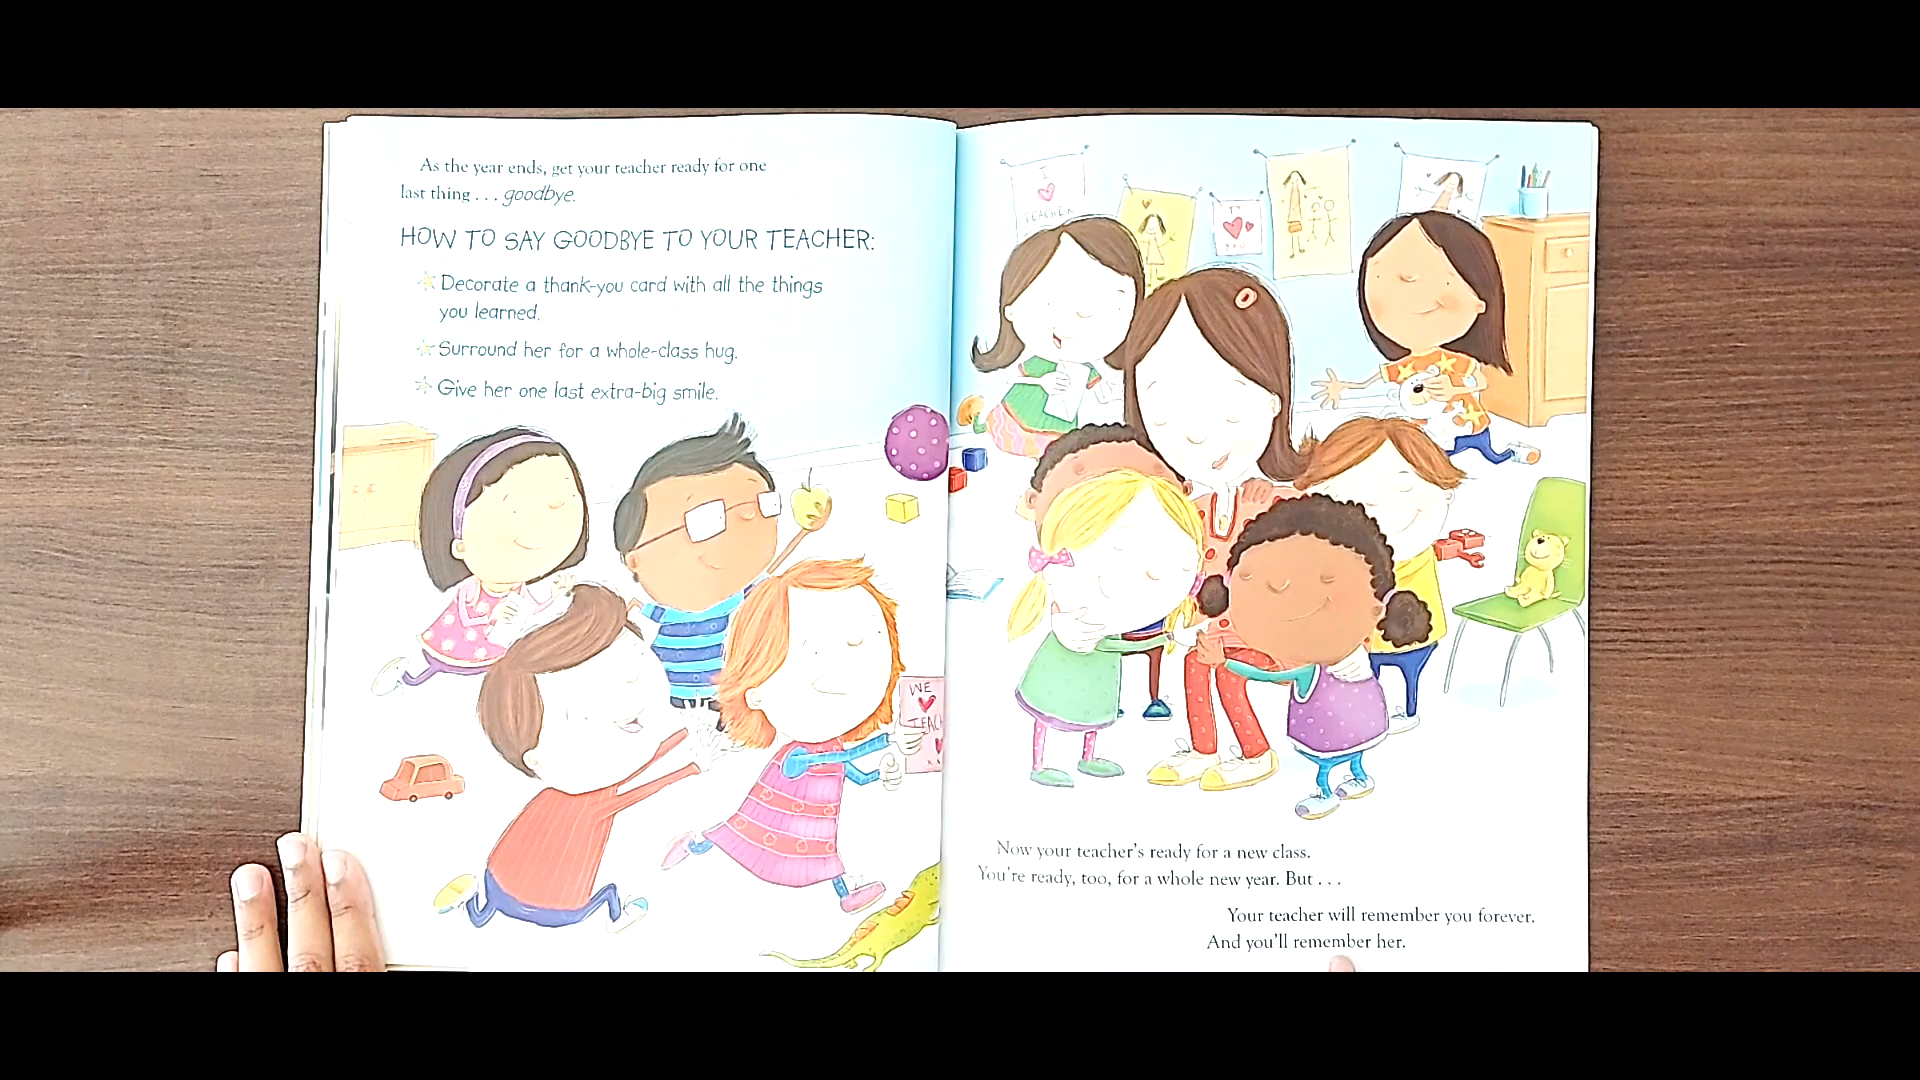 As the year ends, get your teacher ready for one
last thing . . . goodbye.
HOW TO SAY GOODBYE TO YOUR TEACHER:
Decorate a thank-you card with all the things
you learned.
Surround her for a whole-class hug.
Give her one last extra-big smile.
WE
TEACH
I
TEACHER
YOU
Now your teacher's ready for a new class.
You're ready, too, for a whole new year. But . . .
Your teacher will remember you forever.
And you'll remember her.